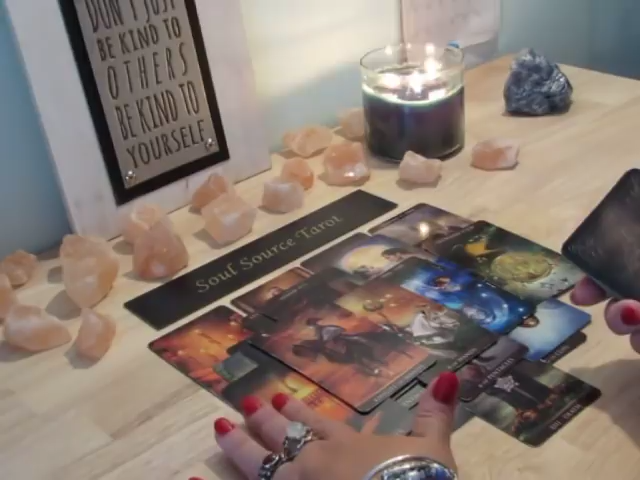 DON'T JUST
BE KIND TO
OTHERS
BE KIND TO
YOURSELF
Soul Source Tarot